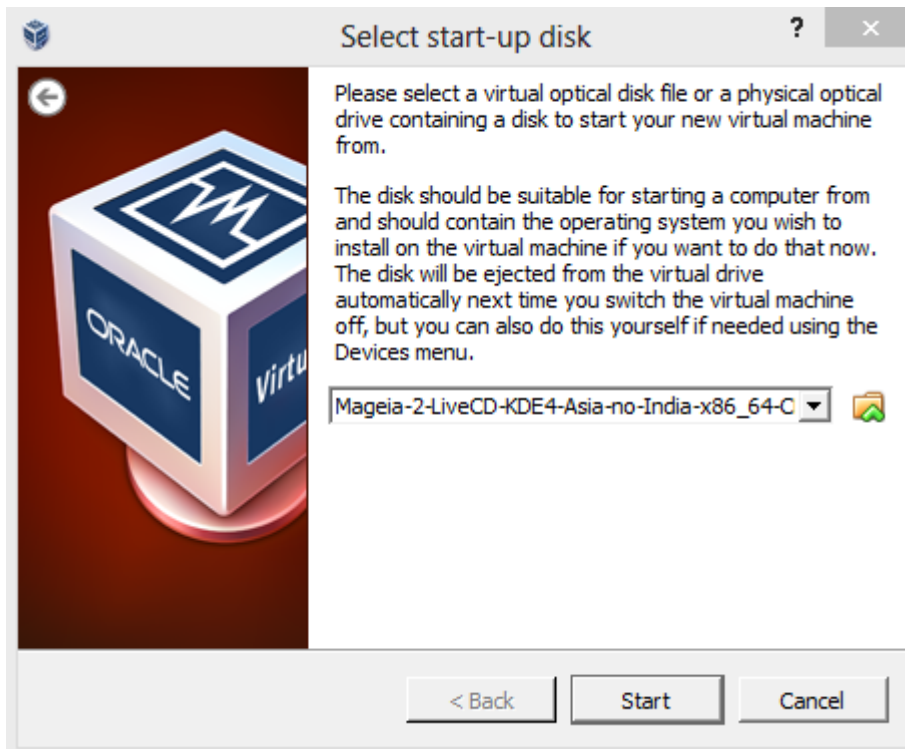 Select start-up disk
?
×
Please select a virtual optical disk file or a physical optical
drive containing a disk to start your new virtual machine
from.
The disk should be suitable for starting a computer from
and should contain the operating system you wish to
install on the virtual machine if you want to do that now.
The disk will be ejected from the virtual drive
automatically next time you switch the virtual machine
off, but you can also do this yourself if needed using the
Devices menu.
ORACLE
Virtu
Mageia-2-LiveCD-KDE4-Asia-no-India-x86_64-C
< Back
Start
Cancel